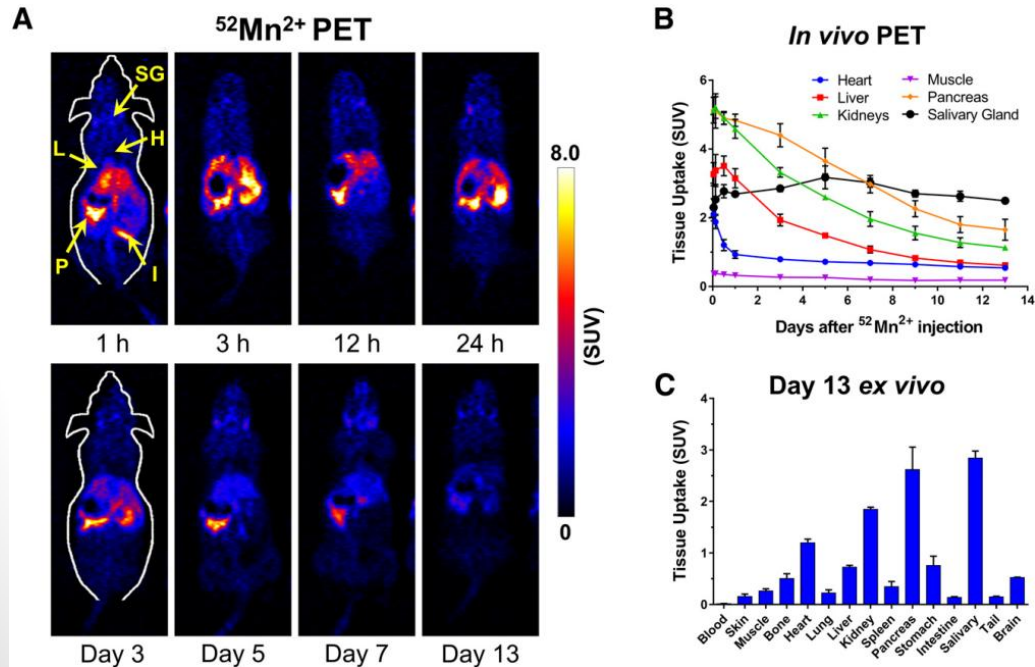 A
⁵²Mn²⁺ PET
SG
H
L
P
I
1 h
3 h
12 h
24 h
Day 3
Day 5
Day 7
Day 13
8.0
(SUV)
0
B
In vivo PET
Heart
Liver
Kidneys
Muscle
Pancreas
Salivary Gland
Tissue Uptake (SUV)
6
4
2
0
0 2 4 6 8 10 12 14
Days after ⁵²Mn²⁺ injection
C
Day 13 ex vivo
Tissue Uptake (SUV)
4
3
2
1
0
Blood
Skin
Muscle
Bone
Heart
Lung
Liver
Kidney
Spleen
Pancreas
Stomach
Intestine
Salivary
Tail
Brain